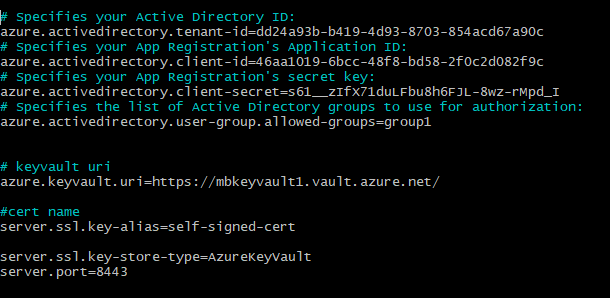 # Specifies your Active Directory ID:
azure.activedirectory.tenant-id=dd24a93b-b419-4d93-8703-854acd67a90c
# Specifies your App Registration's Application ID:
azure.activedirectory.client-id=46aa1019-6bcc-48f8-bd58-2f0c2d082f9c
# Specifies your App Registration's secret key:
azure.activedirectory.client-secret=s61__zIfX71duLFbu8h6FJL-8wz-rMpd_I
# Specifies the list of Active Directory groups to use for authorization:
azure.activedirectory.user-group.allowed-groups=group1
# keyvault uri
azure.keyvault.uri=https://mbkeyvault1.vault.azure.net/
#cert name
server.ssl.key-alias=self-signed-cert
server.ssl.key-store-type=AzureKeyVault
server.port=8443